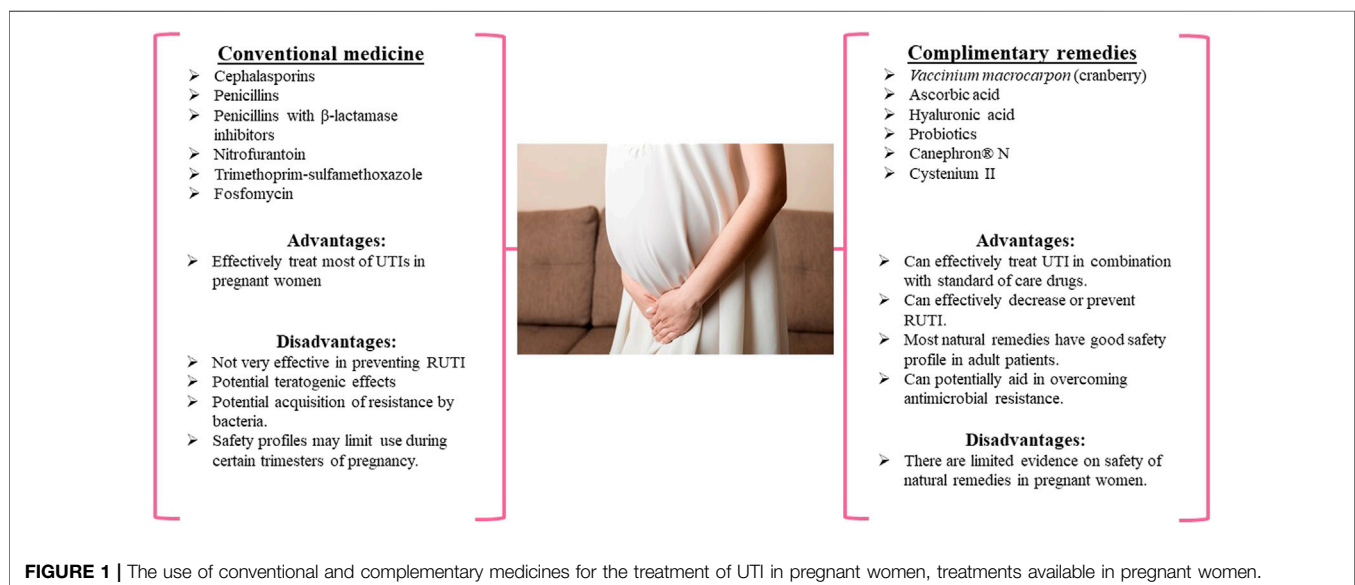 Conventional medicine
➤ Cephalasporins
➤ Penicillins
➤ Penicillins with β-lactamase
inhibitors
➤ Nitrofurantoin
➤ Trimethoprim-sulfamethoxazole
➤ Fosfomycin
Advantages:
➤ Effectively treat most of UTIs in
pregnant women
Disadvantages:
➤ Not very effective in preventing RUTI
➤ Potential teratogenic effects
➤ Potential acquisition of resistance by
bacteria.
➤ Safety profiles may limit use during
certain trimesters of pregnancy.
Complimentary remedies
➤ Vaccinium macrocarpon (cranberry)
➤ Ascorbic acid
➤ Hyaluronic acid
➤ Probiotics
➤ Canephron® N
➤ Cystenium II
Advantages:
➤ Can effectively treat UTI in combination
with standard of care drugs.
➤ Can effectively decrease or prevent
RUTI.
➤ Most natural remedies have good safety
profile in adult patients.
➤ Can potentially aid in overcoming
antimicrobial resistance.
Disadvantages:
➤ There are limited evidence on safety of
natural remedies in pregnant women.
FIGURE 1 | The use of conventional and complementary medicines for the treatment of UTI in pregnant women, treatments available in pregnant women.